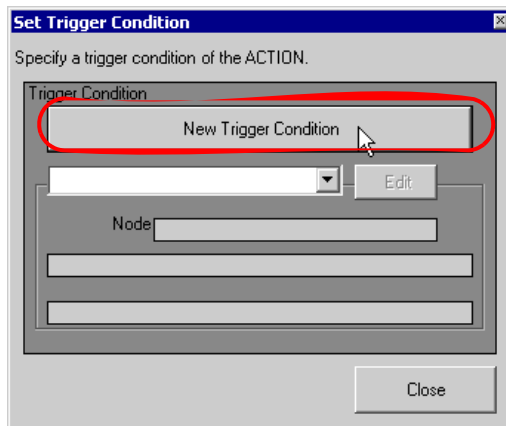 Set Trigger Condition
Specify a trigger condition of the ACTION.
Trigger Condition
New Trigger Condition
Edit
Node
Close